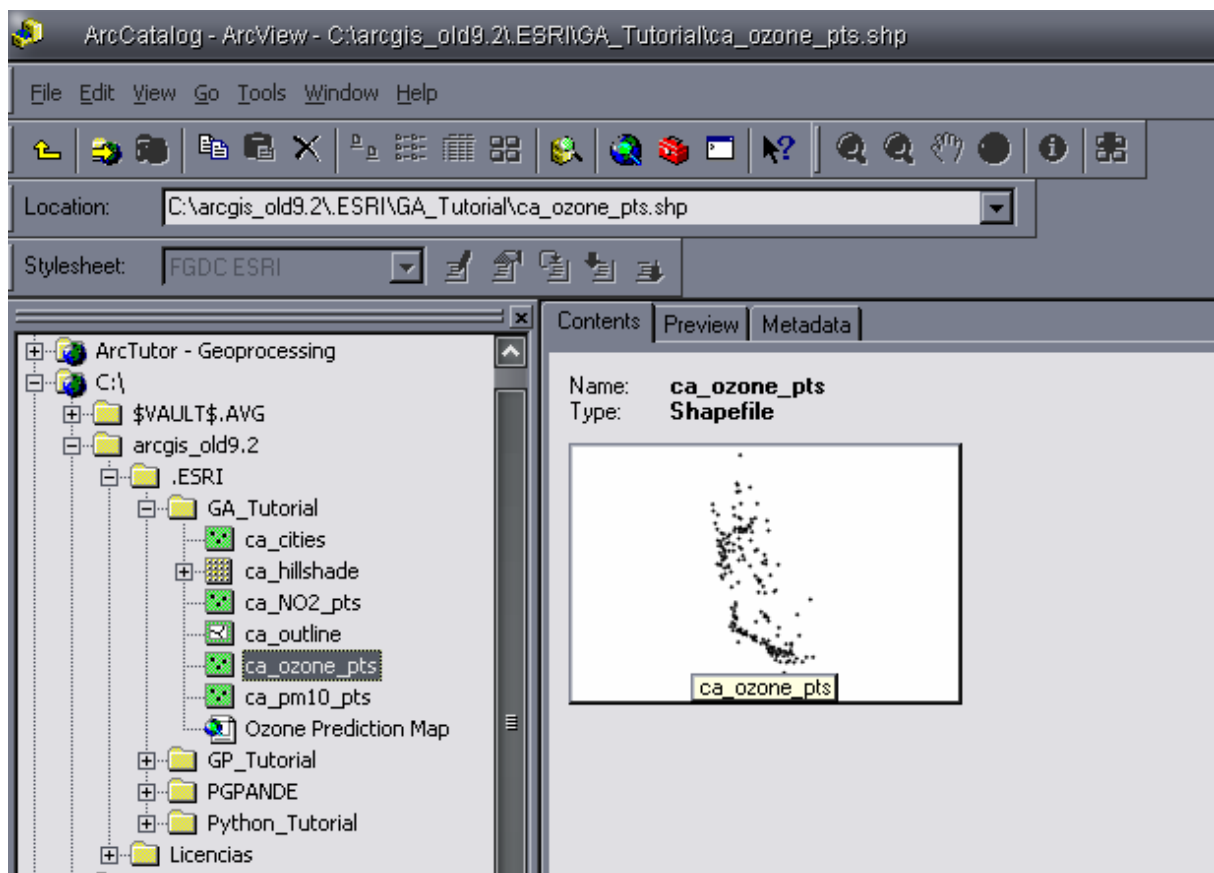 ArcCatalog - ArcView - C:\arcgis_old9.2\.ESRI\GA_Tutorial\ca_ozone_pts.shp
File Edit View Go Tools Window Help
Location: C:\arcgis_old9.2\.ESRI\GA_Tutorial\ca_ozone_pts.shp
Stylesheet: FGDC ESRI
Contents Preview Metadata
ArcTutor - Geoprocessing
C:\
$VAULT$.AVG
arcgis_old9.2
.ESRI
GA_Tutorial
ca_cities
ca_hillshade
ca_NO2_pts
ca_outline
ca_ozone_pts
ca_pm10_pts
Ozone Prediction Map
GP_Tutorial
PGPANDE
Python_Tutorial
Licencias
Name: ca_ozone_pts
Type: Shapefile
ca_ozone_pts